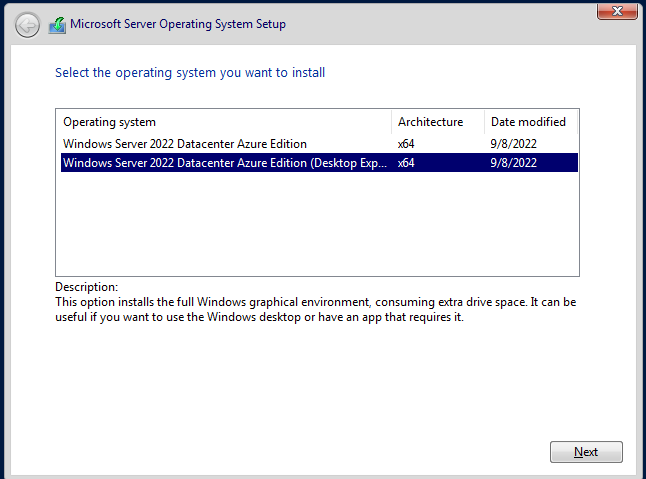 Microsoft Server Operating System Setup
Select the operating system you want to install
Operating system Architecture Date modified
Windows Server 2022 Datacenter Azure Edition x64 9/8/2022
Windows Server 2022 Datacenter Azure Edition (Desktop Exp... x64 9/8/2022
Description:
This option installs the full Windows graphical environment, consuming extra drive space. It can be
useful if you want to use the Windows desktop or have an app that requires it.
Next